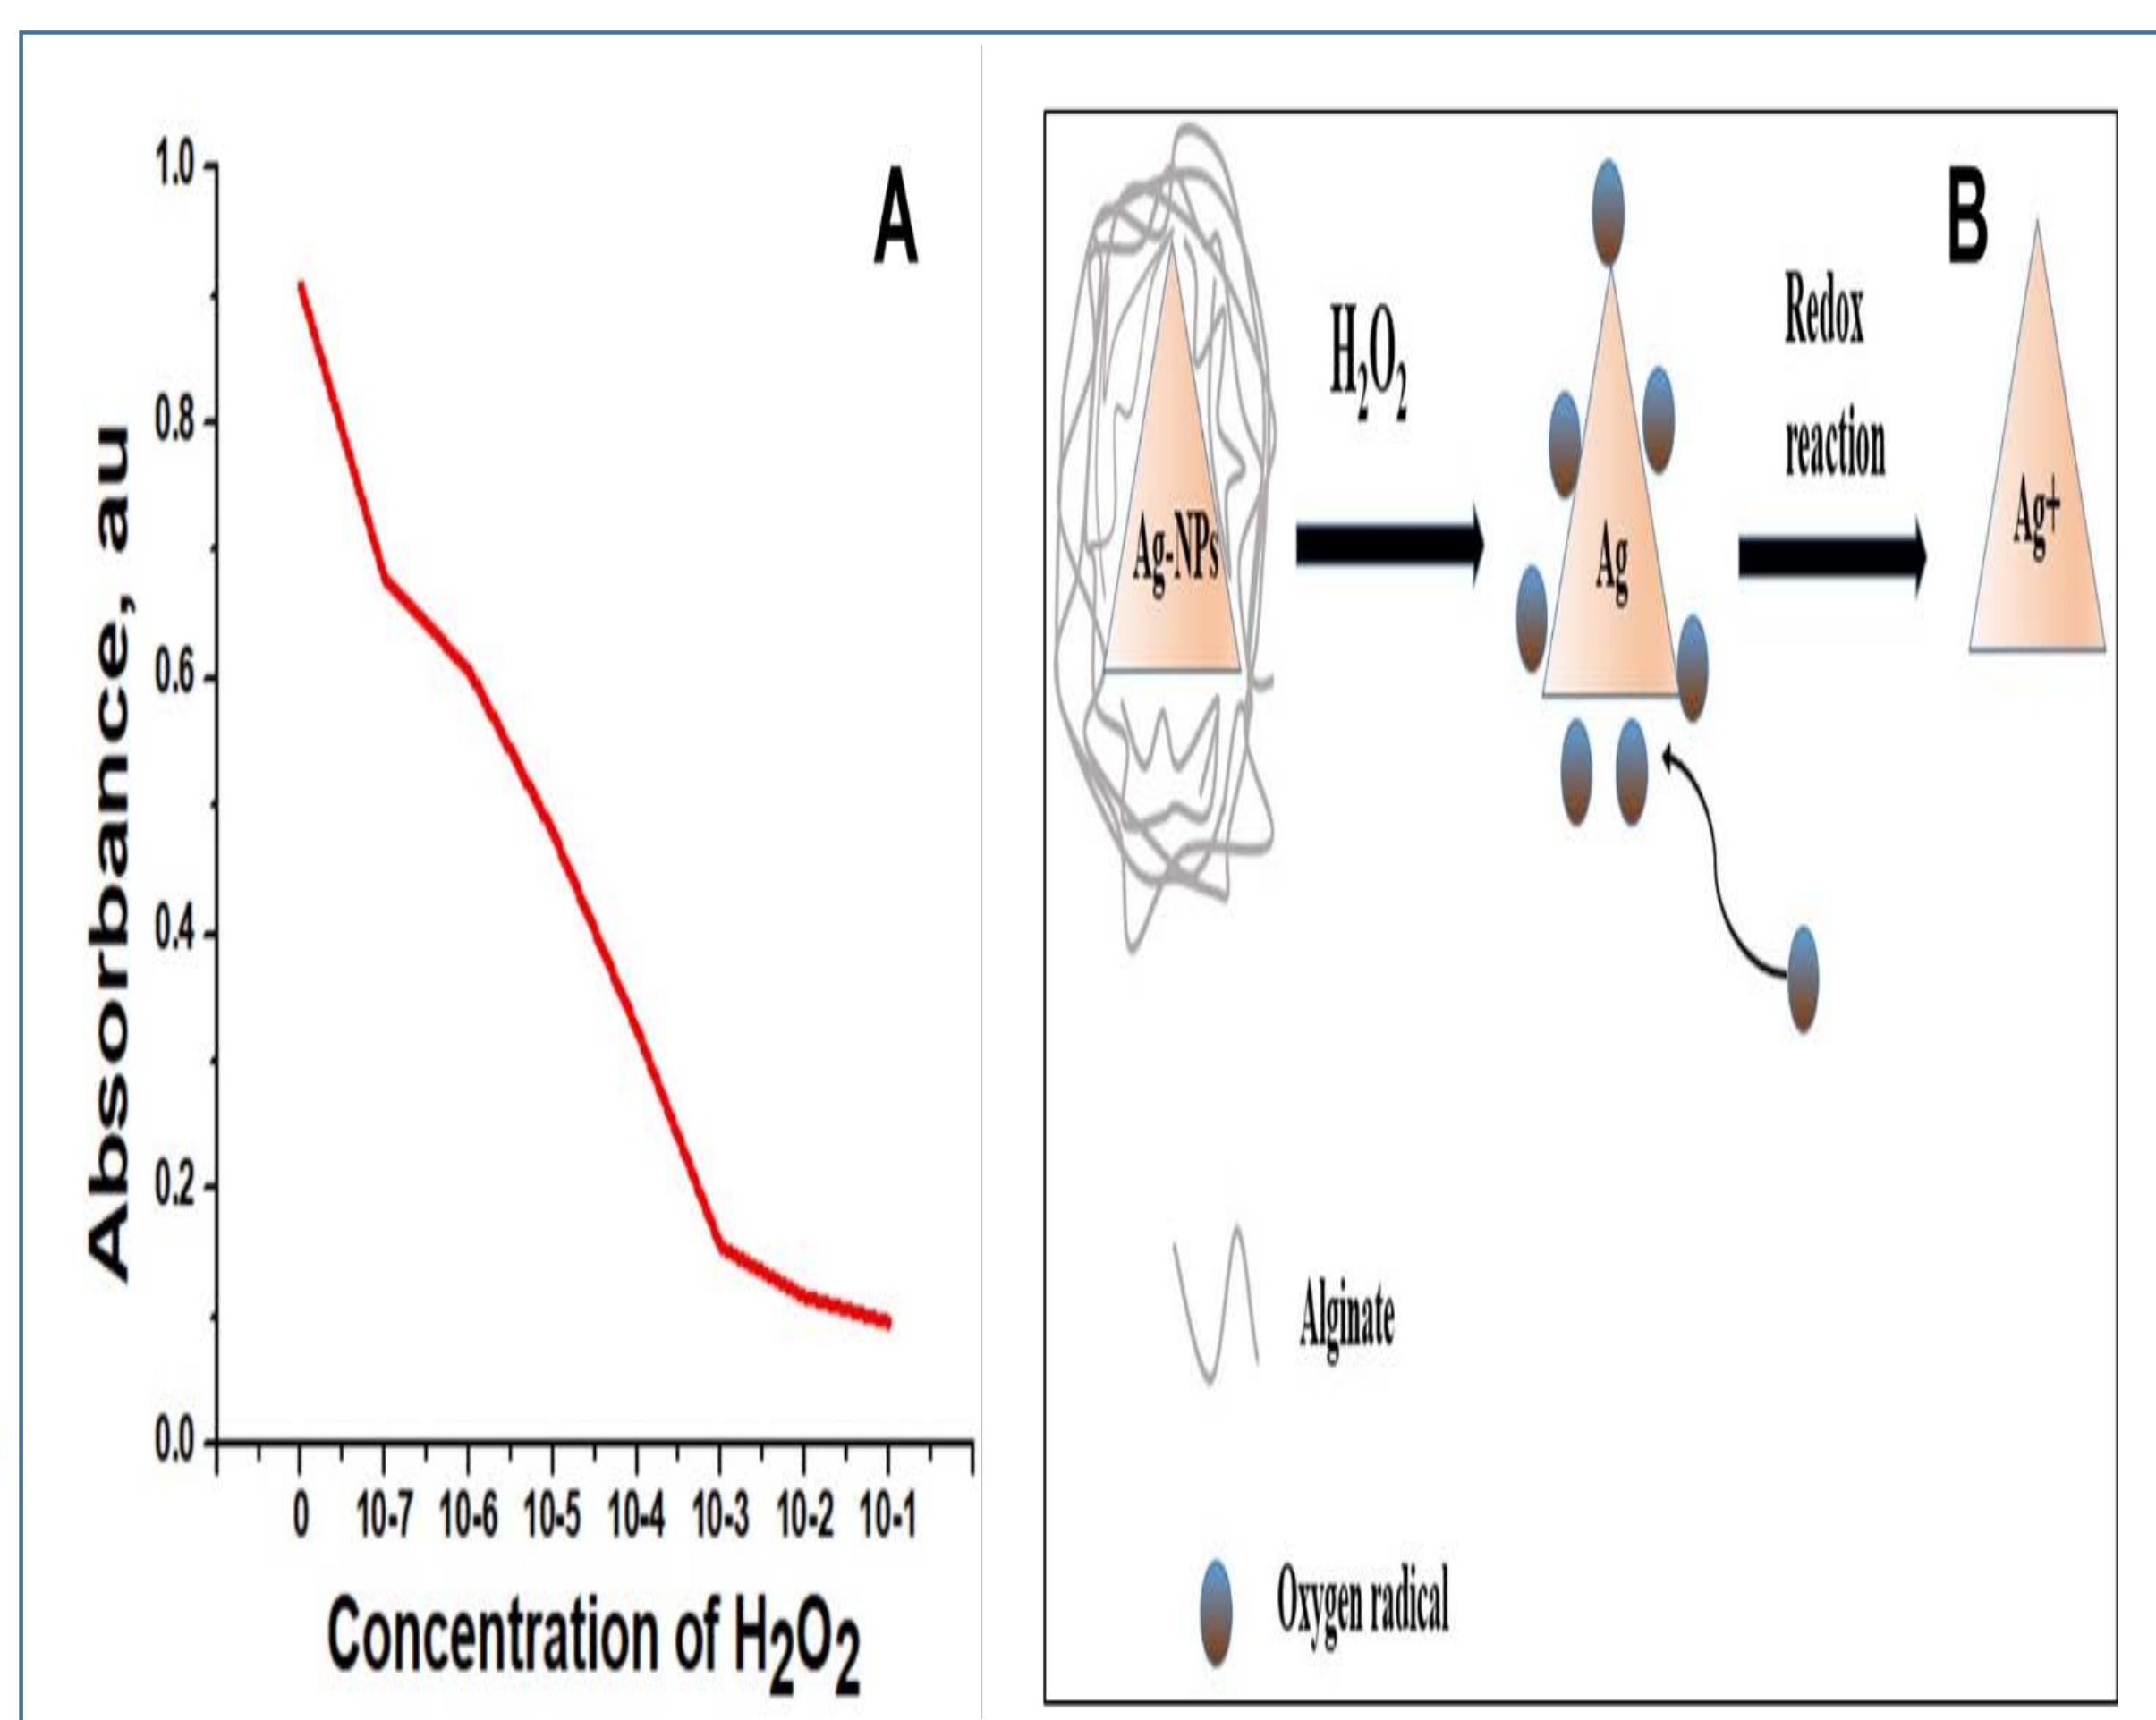 A
1.0
0.8
0.6
0.4
0.2
0.0
Absorbance, au
0 10-7 10-6 10-5 10-4 10-3 10-2 10-1
Concentration of H₂O₂
B
Ag-NPs
H₂O₂
Ag
Redox
reaction
Ag+
Alginate
Oxygen radical